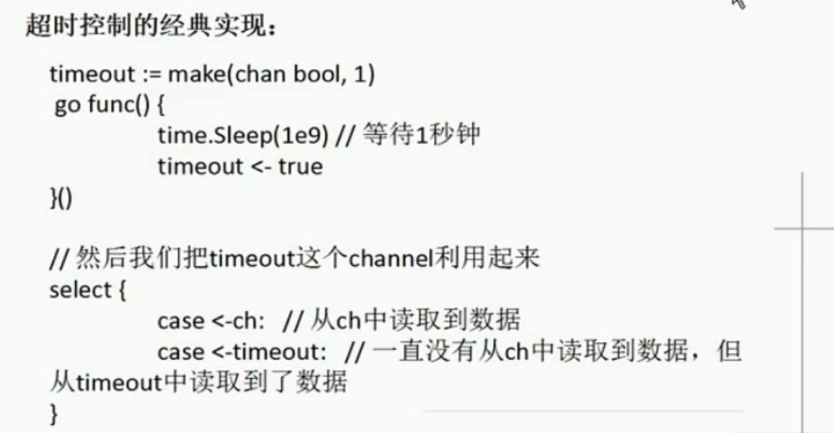 超时控制的经典实现：
timeout := make(chan bool, 1)
go func() {
time.Sleep(1e9) // 等待1秒钟
timeout <- true
}()
// 然后我们把timeout这个channel利用起来
select {
case <-ch: // 从ch中读取到数据
case <-timeout: // 一直没有从ch中读取到数据，但
从timeout中读取到了数据
}